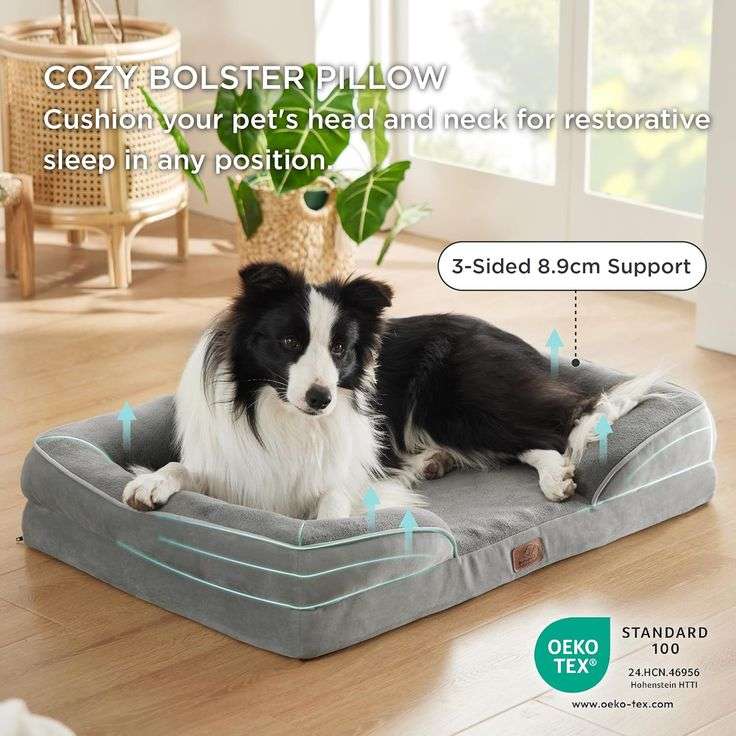 COZY BOLSTER PILLOW
Cushion your pet's head and neck for restorative
sleep in any position.
3-Sided 8.9cm Support
OEKO
TEX®
STANDARD
100
24.HCN.46956
Hohenstein HTTI
www.oeko-tex.com